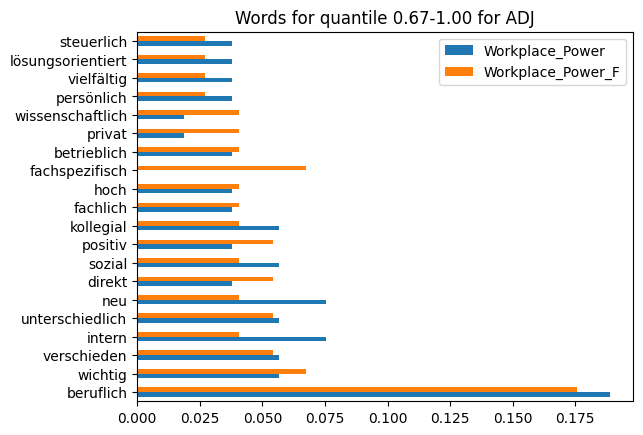 Words for quantile 0.67-1.00 for ADJ
Workplace_Power
Workplace_Power_F
steuerlich
lösungsorientiert
vielfältig
persönlich
wissenschaftlich
privat
betrieblich
fachspezifisch
hoch
fachlich
kollegial
positiv
sozial
direkt
neu
unterschiedlich
intern
verschieden
wichtig
beruflich
0.000 0.025 0.050 0.075 0.100 0.125 0.150 0.175